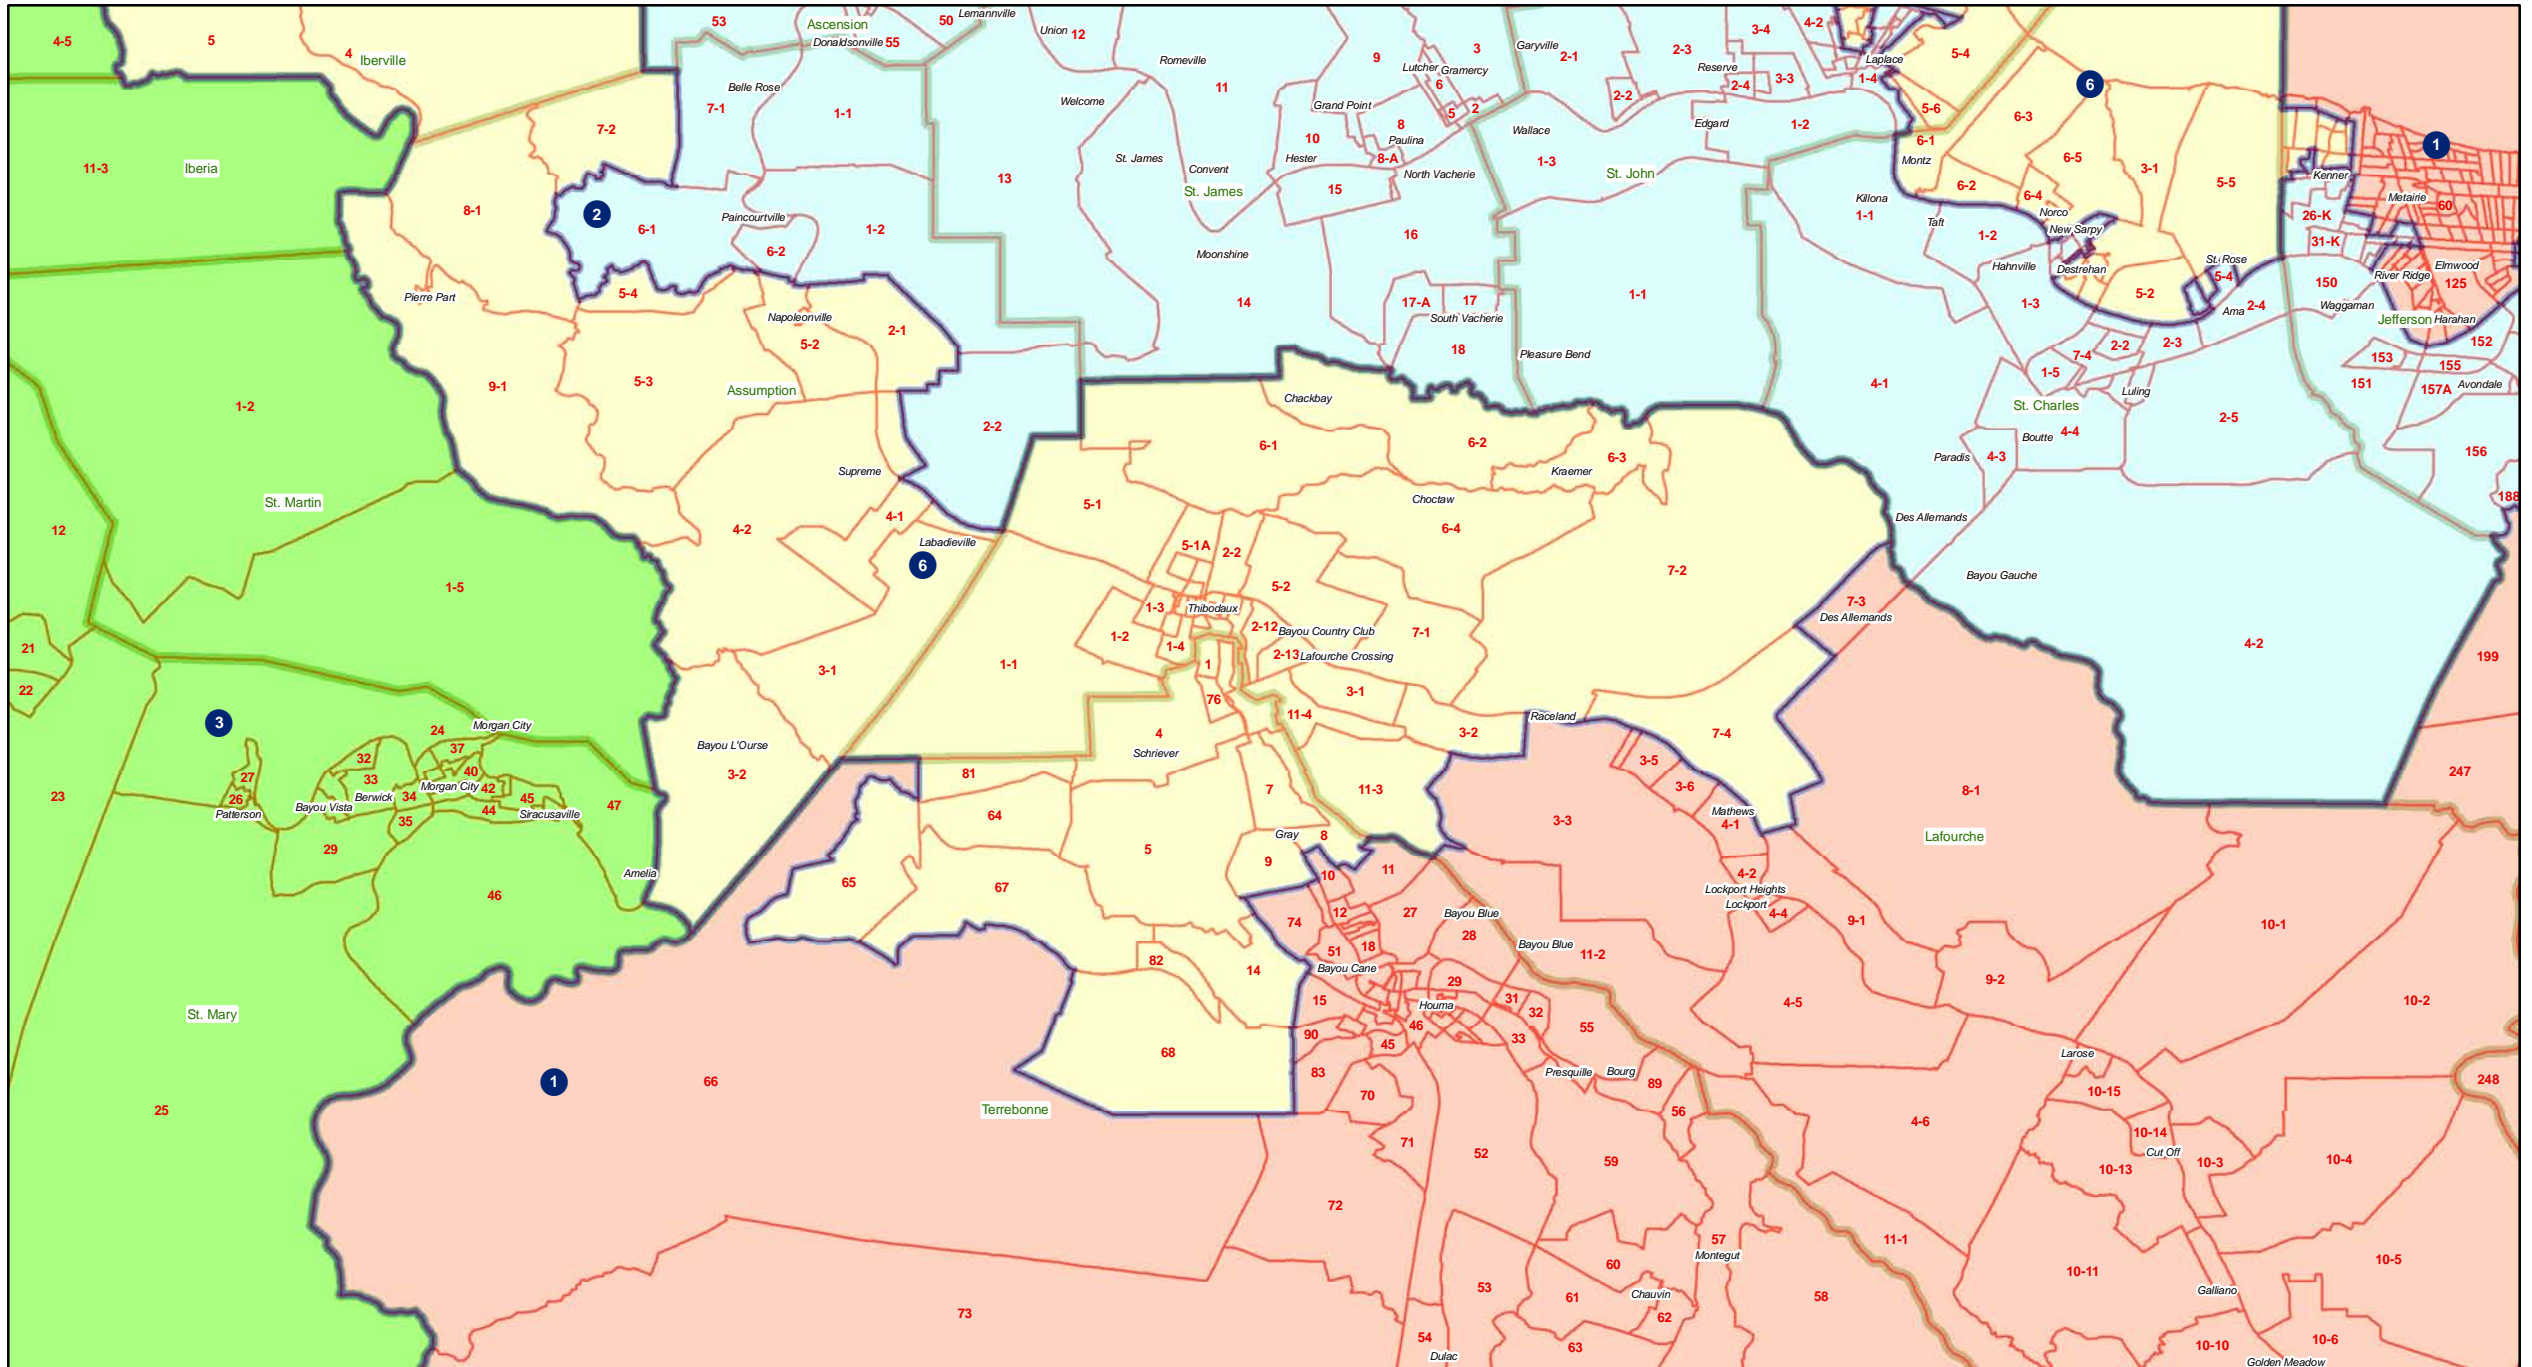 53
Ascension
50
Lemannville
4-5
5
4
Iberville
Donaldsonville
55
Union
12
Romeville
9
3
Lutcher
Gramercy
6
Garyville
2-1
2-3
3-4
4-2
Reserve
Laplace
5-4
6
Belle Rose
7-1
1-1
Welcome
11
Grand Point
5
2
2-2
2-4
3-3
1-4
5-6
7-2
10
8
Paulina
Wallace
Edgard
1-2
6-1
6-3
1
11-3
Iberia
13
St. James
Convent
Hester
8-A
North Vacherie
1-3
St. John
Montz
6-5
3-1
5-5
Kenner
8-1
St. James
15
6-2
6-4
Norco
Metairie
60
2
6-1
Paincourtville
6-2
1-2
16
Killona
1-1
Taft
1-2
New Sarpy
26-K
31-K
Moonshine
Hahnville
Destrehan
St. Rose
5-4
River Ridge
Elmwood
125
Pierre Part
5-4
14
17-A
17
1-1
1-3
5-2
2-4
150
Waggaman
Napoleonville
2-1
South Vacherie
Ama
Jefferson
Harahan
5-2
18
Pleasure Bend
7-4
2-2
2-3
152
153
155
9-1
5-3
Assumption
4-1
1-5
Luling
151
157A
Avondale
1-2
Chackbay
St. Charles
2-5
2-2
6-1
6-2
Boutte
4-4
156
Supreme
Kraemer
6-3
Paradis
4-3
St. Martin
5-1
Choctaw
188
12
4-1
4-2
6-4
Des Allemands
Labadieville
5-1A
2-2
6
7-2
Bayou Gauche
1-5
5-2
7-3
1-3
Thibodaux
Des Allemands
21
1-2
2-12
Bayou Country Club
7-1
1-4
2-13
Lafourche Crossing
4-2
199
22
3-1
1-1
1
3-1
76
3
Morgan City
24
11-4
Raceland
Bayou L'Ourse
4
Schriever
3-2
7-4
32
37
27
33
40
3-2
81
3-5
247
26
Bayou Vista
Berwick
34
Morgan City
42
45
47
7
11-3
3-6
8-1
23
Patterson
44
Siracusaville
64
Mathews
35
3-3
4-1
29
5
Gray
8
Lafourche
Amelia
65
67
9
10
11
4-2
46
Lockport Heights
Lockport
74
12
27
Bayou Blue
4-4
9-1
10-1
28
Bayou Blue
11-2
51
18
82
14
Bayou Cane
29
9-2
St. Mary
15
Houma
31
4-5
10-2
32
90
46
33
55
45
68
Larose
1
66
83
Presquille
Bourg
89
10-15
248
25
Terrebonne
70
56
4-6
10-14
71
52
59
Cut Off
10-13
10-3
10-4
72
57
Montegut
11-1
60
10-5
10-11
53
61
Chauvin
58
Galliano
73
62
54
63
10-10
10-6
Dulac
Golden Meadow